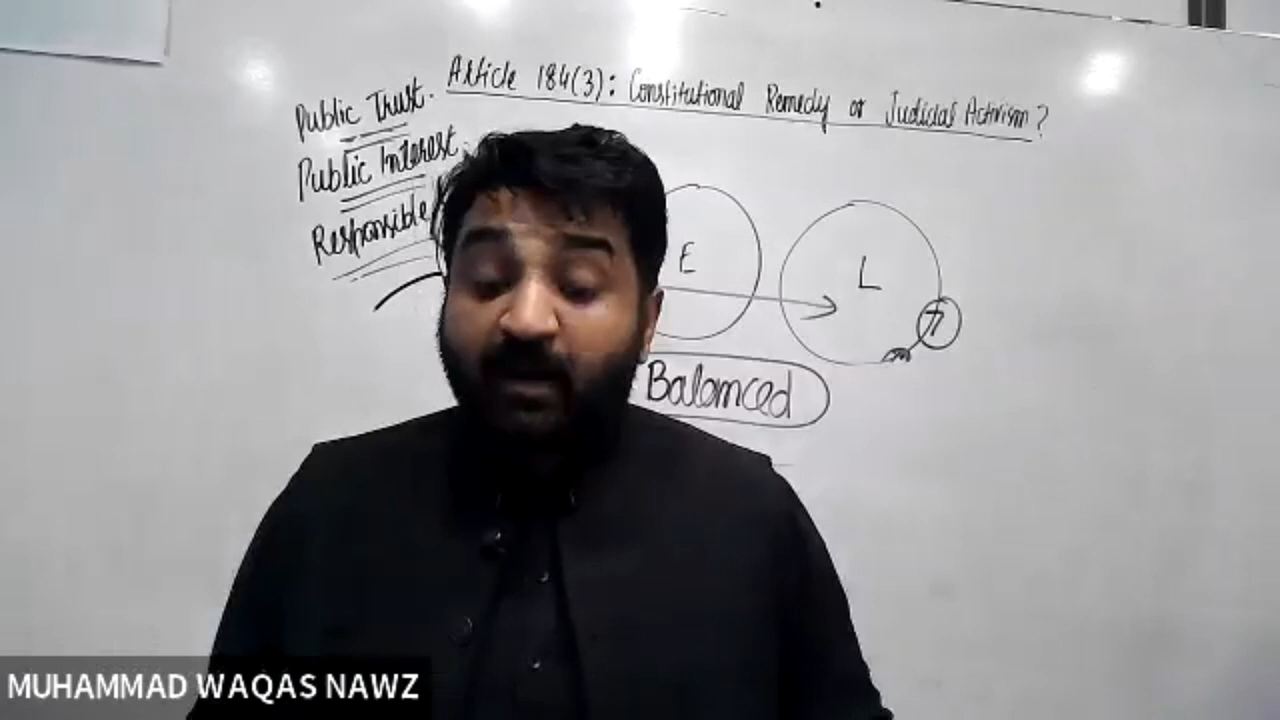 Article 184(3): Constitutional Remedy or Judicial Activism?
Public Trust.
Public Interest.
Responsible
E
L
Balanced
MUHAMMAD WAQAS NAWZ